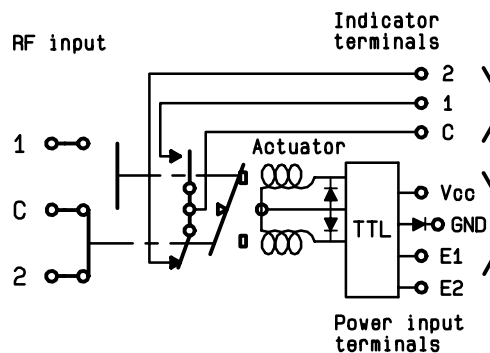 Indicator
terminals
RF input
2
1
C
Actuator
1
C
2
TTL
Vcc
GND
E1
E2
Power input
terminals